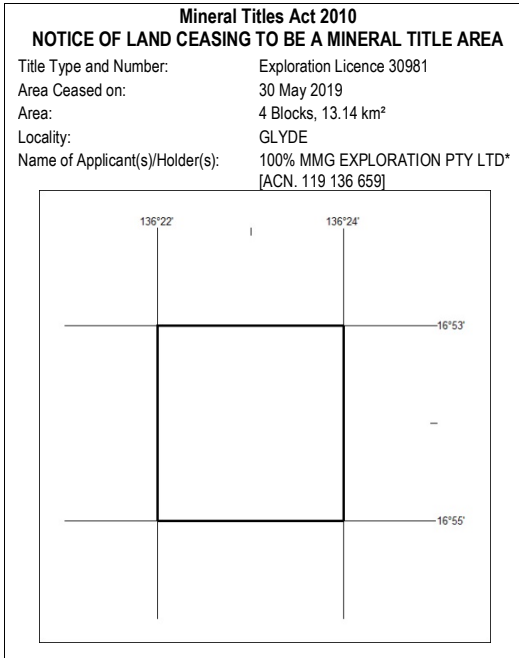 Mineral Titles Act 2010
NOTICE OF LAND CEASING TO BE A MINERAL TITLE AREA
Title Type and Number: Exploration Licence 30981
Area Ceased on: 30 May 2019
Area: 4 Blocks, 13.14 km²
Locality: GLYDE
Name of Applicant(s)/Holder(s): 100% MMG EXPLORATION PTY LTD*
[ACN. 119 136 659]
136°22' 136°24'
16°53'
16°55'